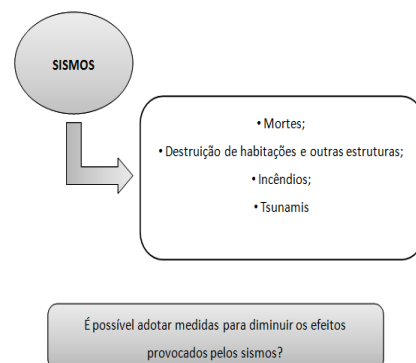 SISMOS
• Mortes;
• Destruição de habitações e outras estruturas;
• Incêndios;
• Tsunamis
É possível adotar medidas para diminuir os efeitos
provocados pelos sismos?